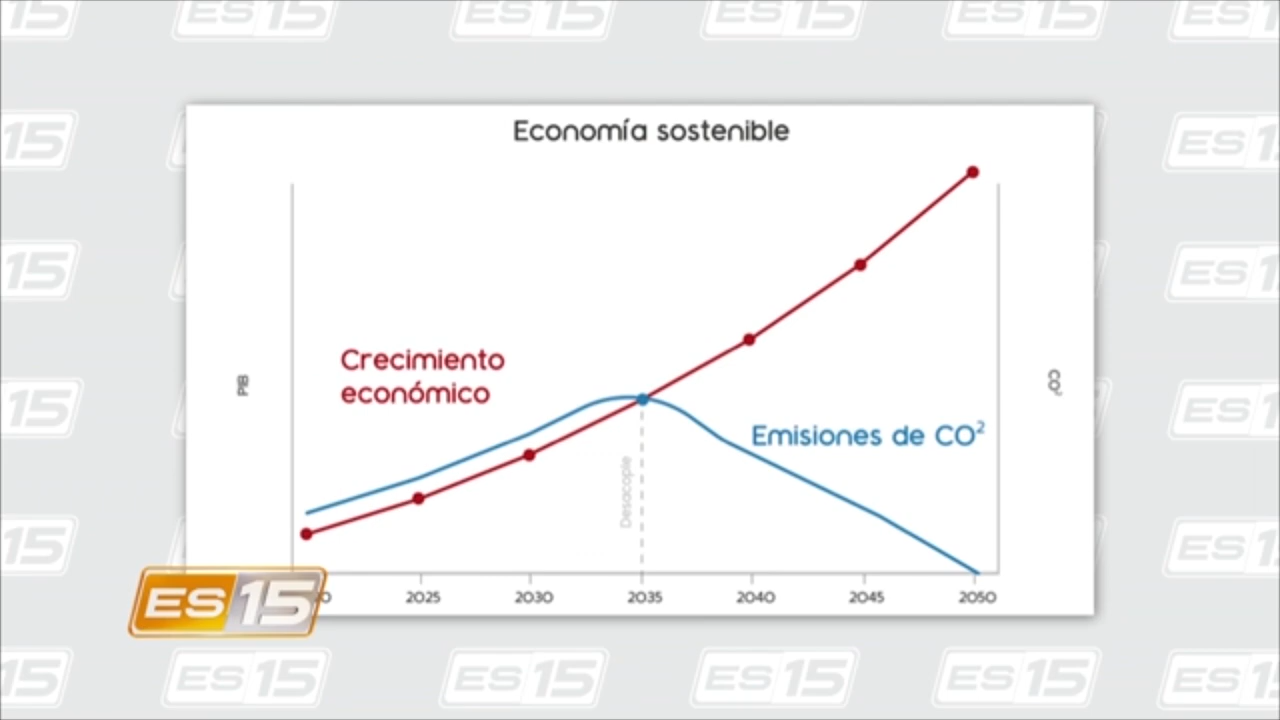 Economía sostenible
Crecimiento
económico
PIB
CO²
Emisiones de CO²
Desacople
2025
2030
2035
2040
2045
2050
ES15